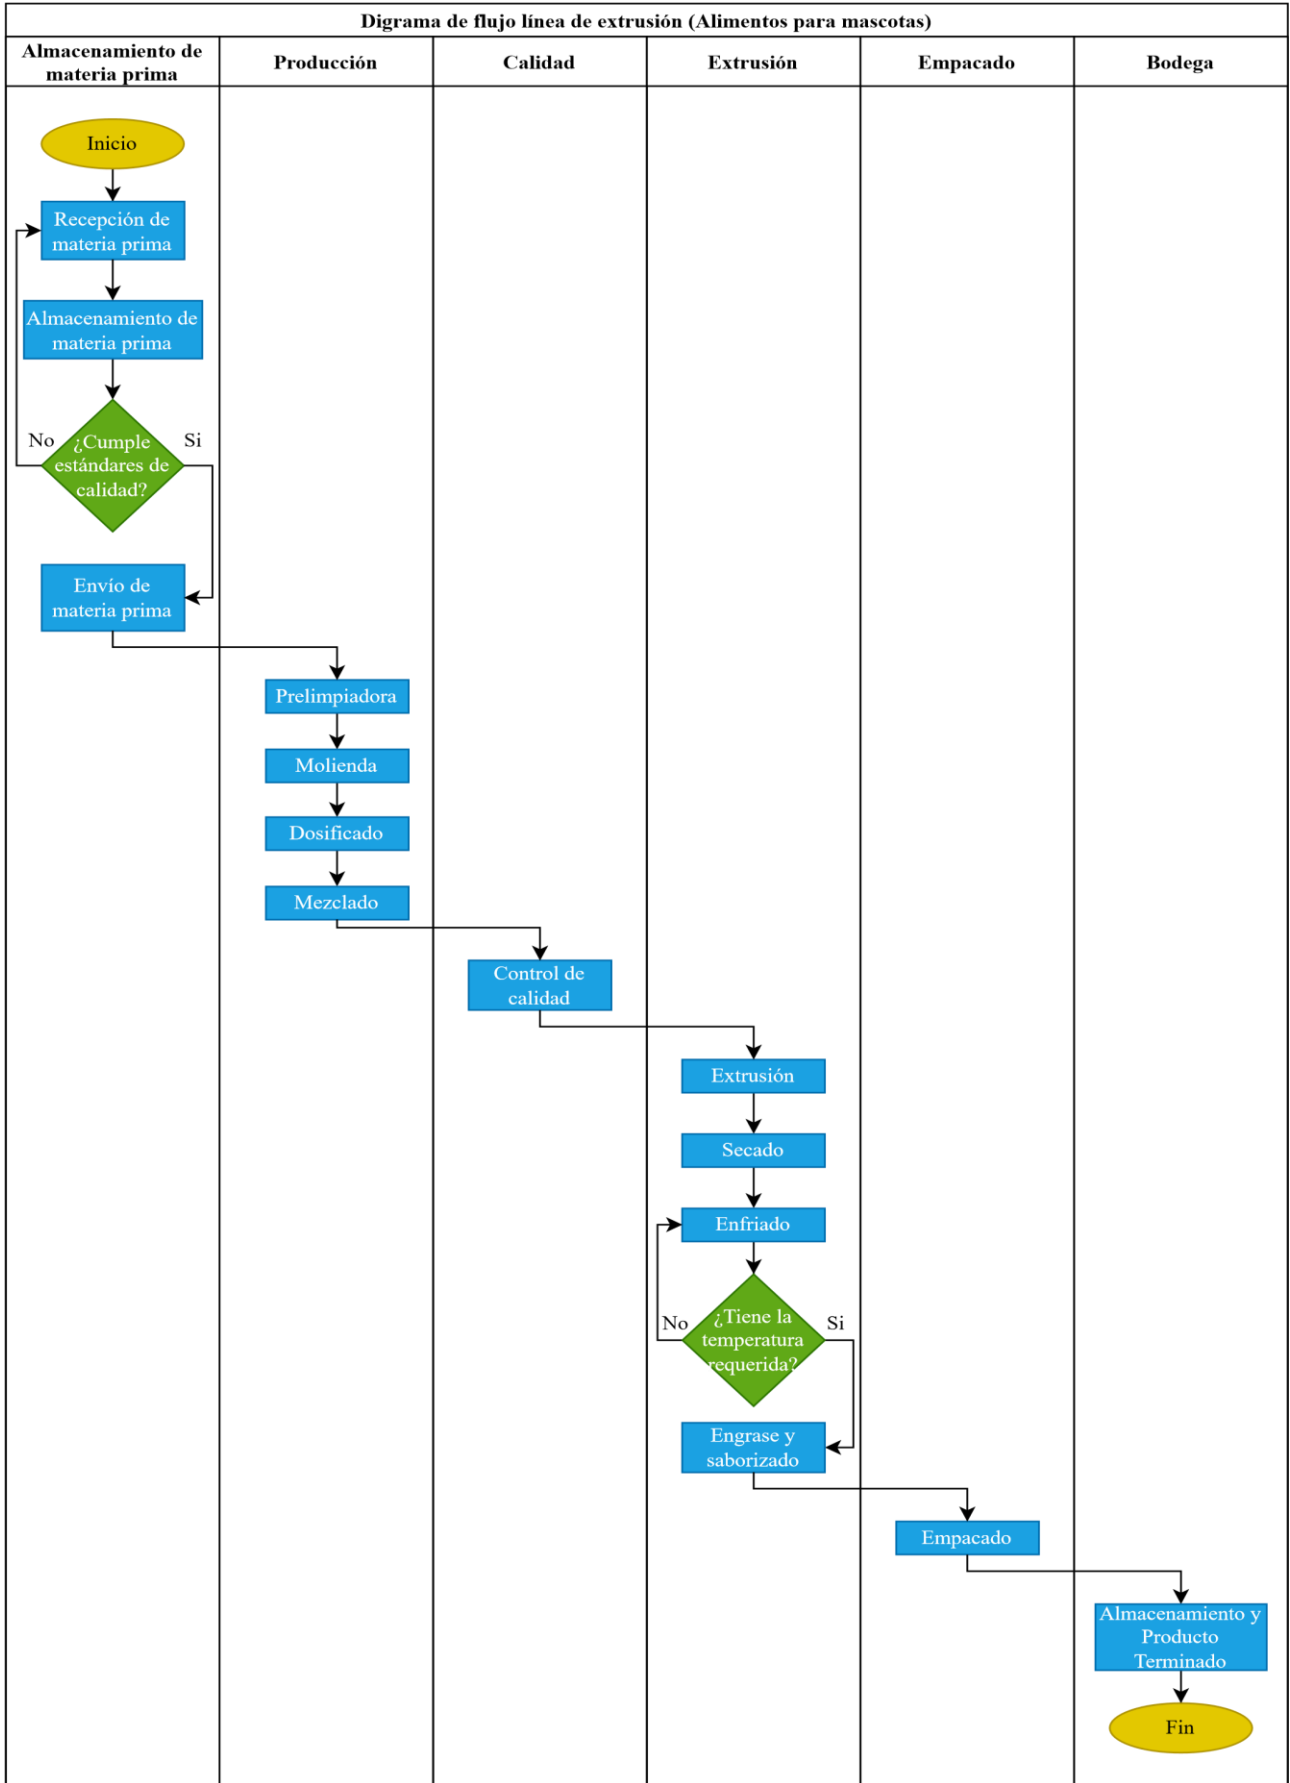 Digrama de flujo línea de extrusión (Alimentos para mascotas)
Almacenamiento de
materia prima
Producción
Calidad
Extrusión
Empacado
Bodega
Inicio
Recepción de
materia prima
Almacenamiento de
materia prima
No
¿Cumple
estándares de
calidad?
Si
Envío de
materia prima
Prelimpiadora
Molienda
Dosificado
Mezclado
Control de
calidad
Extrusión
Secado
Enfriado
No
¿Tiene la
temperatura
requerida?
Si
Engrase y
saborizado
Empacado
Almacenamiento y
Producto
Terminado
Fin